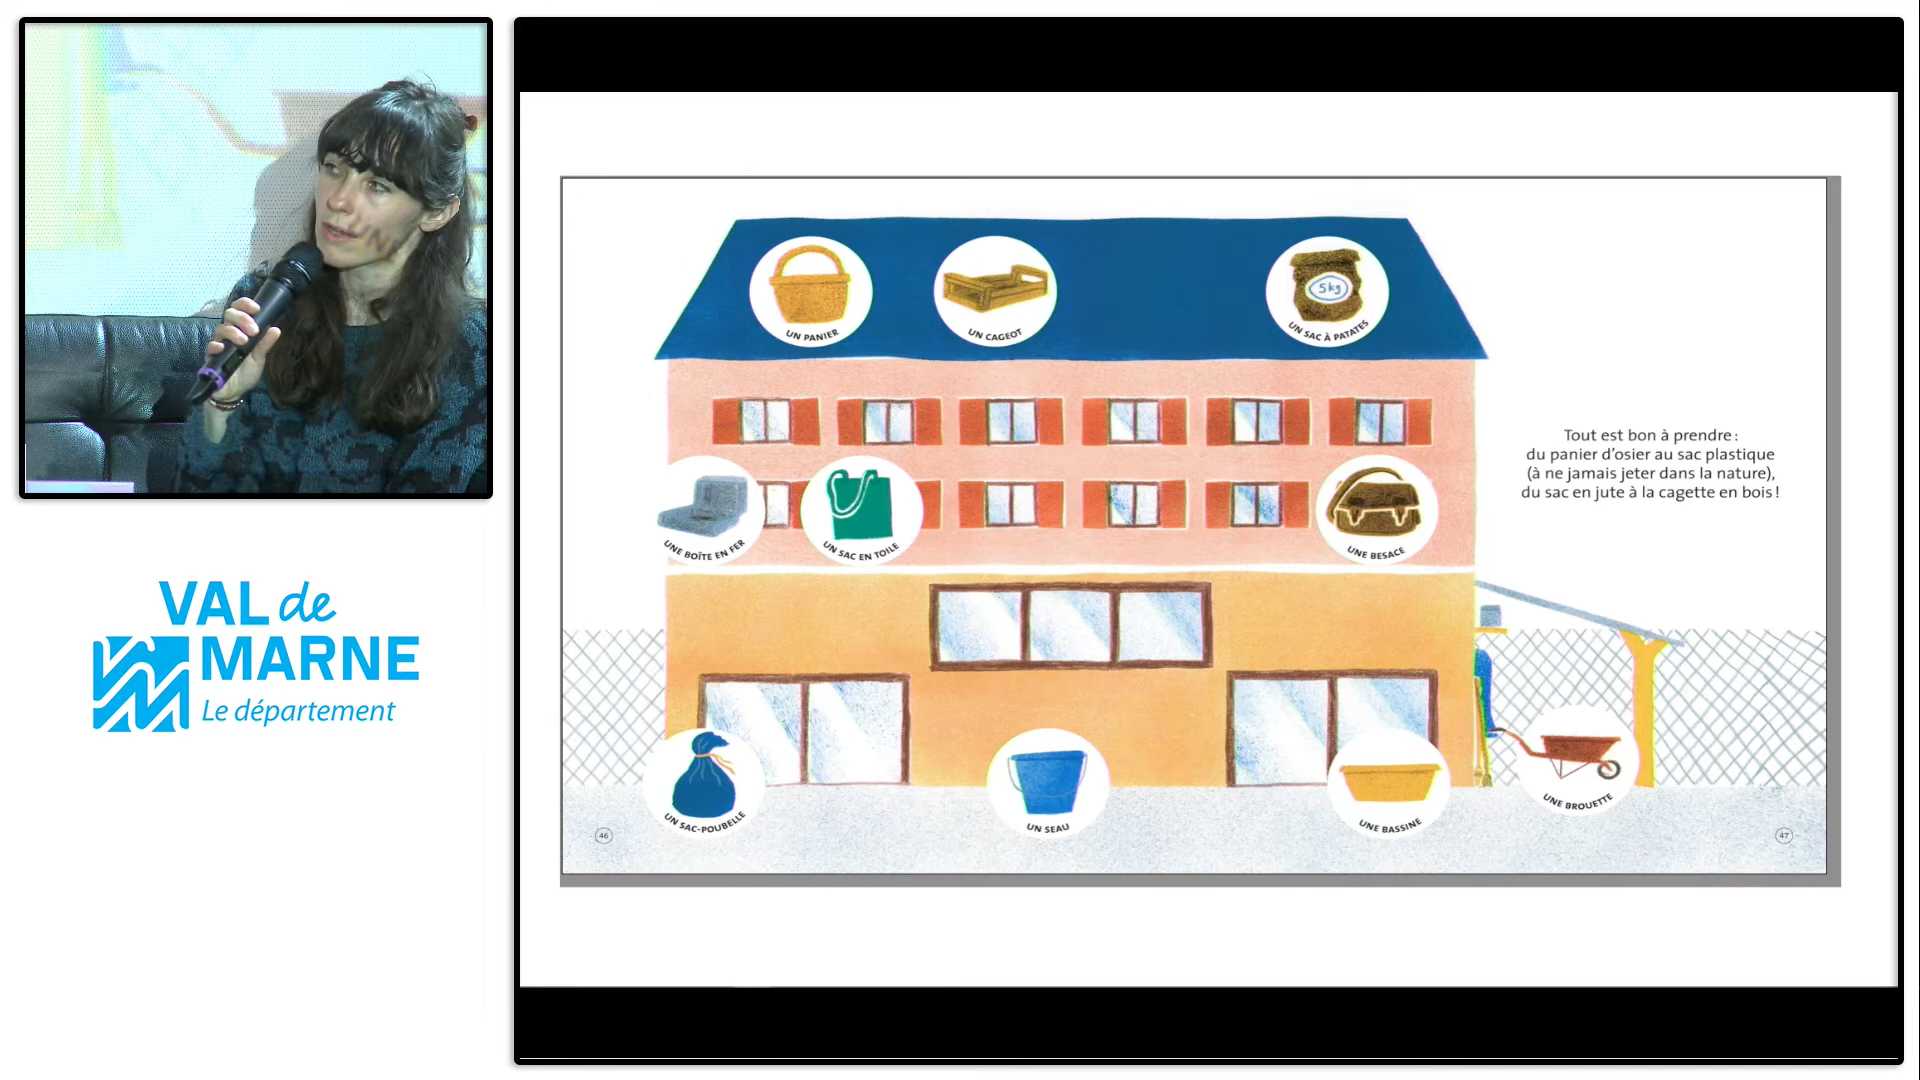 VAL de
MARNE
Le département
UN PANIER
UN CAGEOT
5 kg
UN SAC À PATATES
Tout est bon à prendre :
du panier d'osier au sac plastique
(à ne jamais jeter dans la nature),
du sac en jute à la cagette en bois !
UNE BOÎTE EN FER
UN SAC EN TOILE
UNE BESACE
UN SAC-POUBELLE
UN SEAU
UNE BASSINE
UNE BROUETTE
46
47